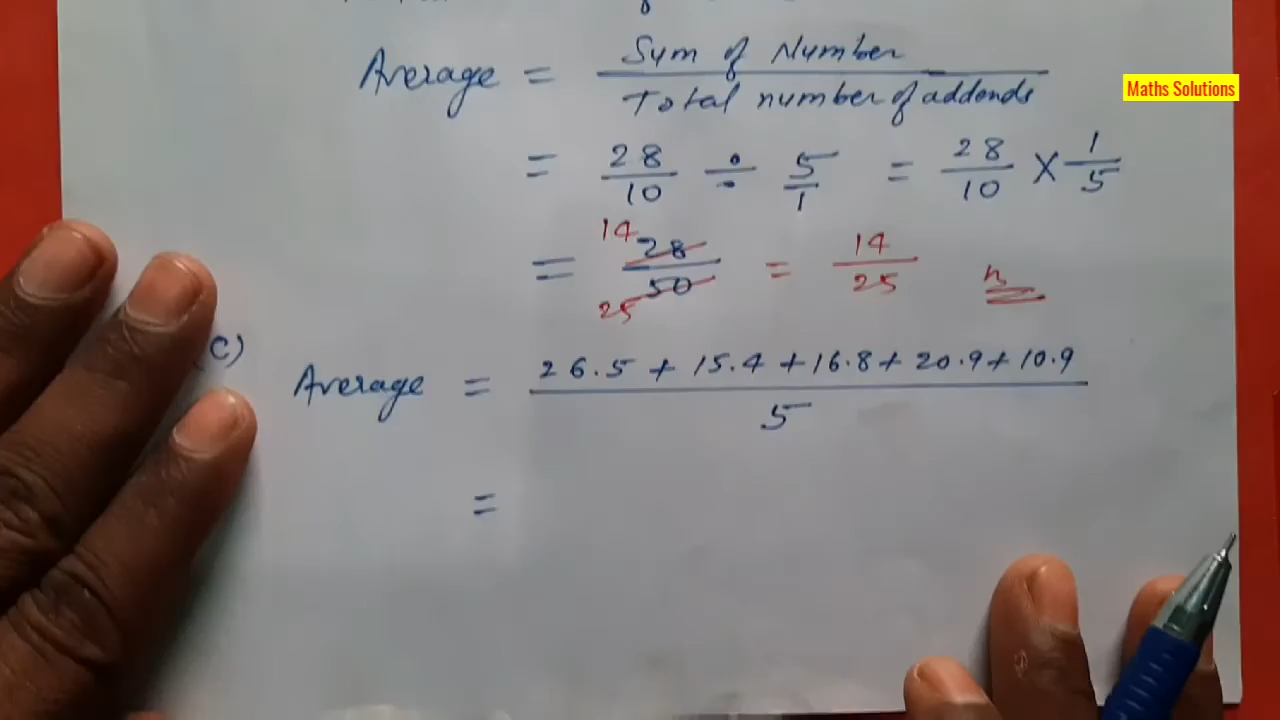 Average = Sum of Number / Total number of addends
Maths Solutions
= 28/10 ÷ 5/1 = 28/10 × 1/5
= 14 28/50 25 = 14/25
(C) Average = 26.5 + 15.4 + 16.8 + 20.9 + 10.9 / 5
=